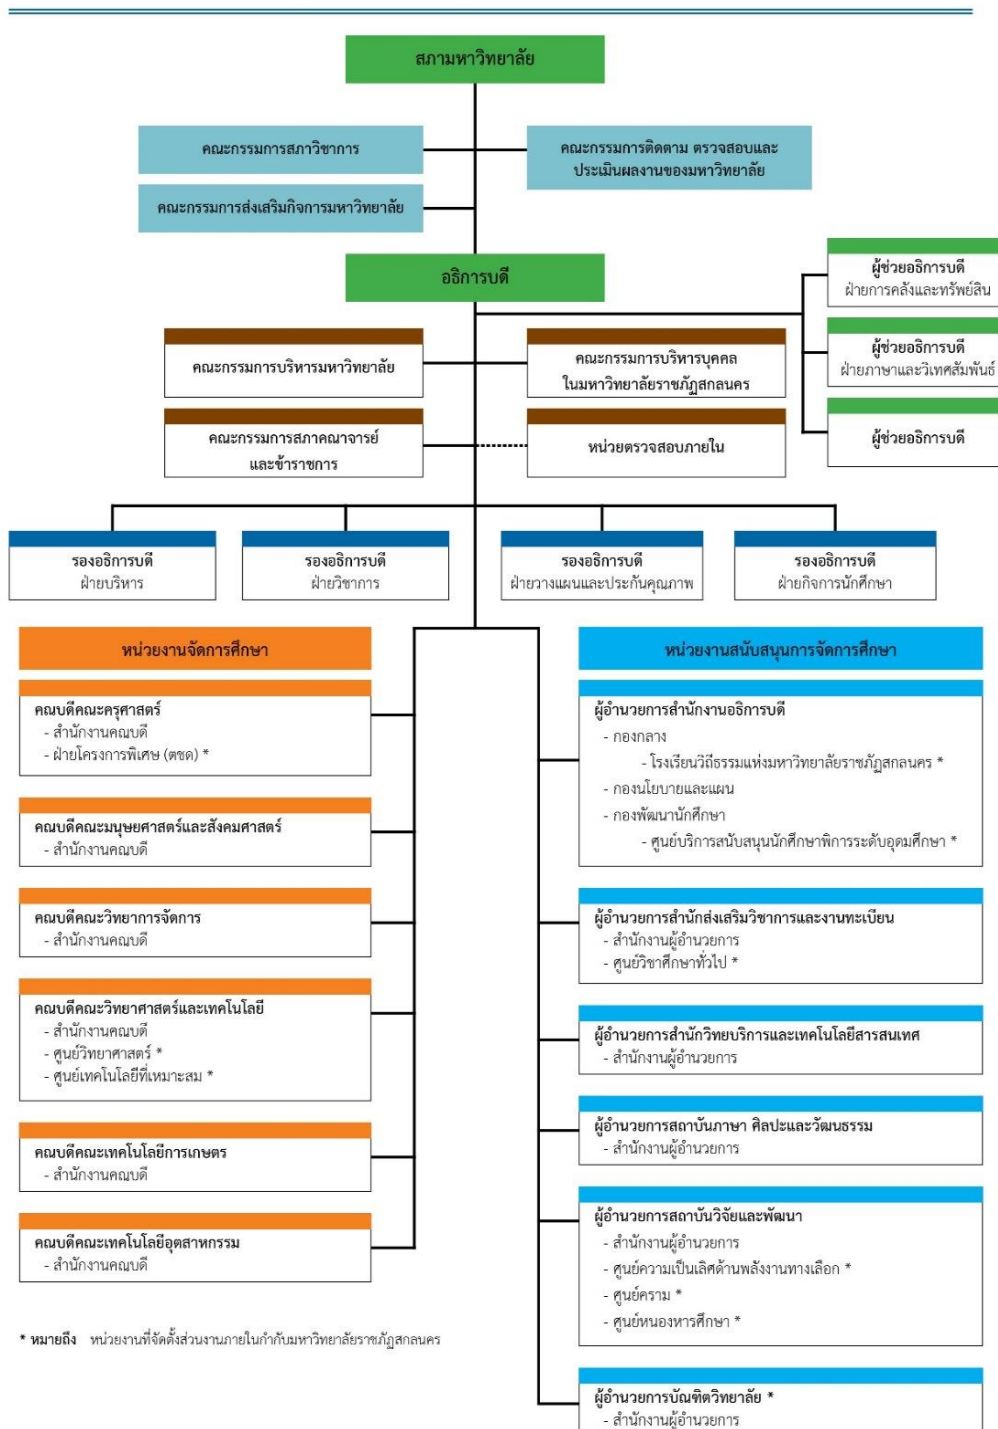 สภามหาวิทยาลัย
คณะกรรมการสภาวิชาการ
คณะกรรมการติดตาม ตรวจสอบและ
ประเมินผลงานของมหาวิทยาลัย
คณะกรรมการส่งเสริมกิจการมหาวิทยาลัย
อธิการบดี
ผู้ช่วยอธิการบดี
ฝ่ายการคลังและทรัพย์สิน
ผู้ช่วยอธิการบดี
ฝ่ายภาษาและวิเทศสัมพันธ์
ผู้ช่วยอธิการบดี
คณะกรรมการบริหารมหาวิทยาลัย
คณะกรรมการบริหารบุคคล
ในมหาวิทยาลัยราชภัฏสกลนคร
คณะกรรมการสภาคณาจารย์
และข้าราชการ
หน่วยตรวจสอบภายใน
รองอธิการบดี
ฝ่ายบริหาร
รองอธิการบดี
ฝ่ายวิชาการ
รองอธิการบดี
ฝ่ายวางแผนและประกันคุณภาพ
รองอธิการบดี
ฝ่ายกิจการนักศึกษา
หน่วยงานจัดการศึกษา
คณบดีคณะครุศาสตร์
- สำนักงานคณบดี
- ฝ่ายโครงการพิเศษ (ตชด) *
คณบดีคณะมนุษยศาสตร์และสังคมศาสตร์
- สำนักงานคณบดี
คณบดีคณะวิทยาการจัดการ
- สำนักงานคณบดี
คณบดีคณะวิทยาศาสตร์และเทคโนโลยี
- สำนักงานคณบดี
- ศูนย์วิทยาศาสตร์ *
- ศูนย์เทคโนโลยีที่เหมาะสม *
คณบดีคณะเทคโนโลยีการเกษตร
- สำนักงานคณบดี
คณบดีคณะเทคโนโลยีอุตสาหกรรม
- สำนักงานคณบดี
* หมายถึง หน่วยงานที่จัดตั้งส่วนงานภายในกำกับมหาวิทยาลัยราชภัฏสกลนคร
หน่วยงานสนับสนุนการจัดการศึกษา
ผู้อำนวยการสำนักงานอธิการบดี
- กองกลาง
- โรงเรียนวิถีธรรมแห่งมหาวิทยาลัยราชภัฏสกลนคร *
- กองนโยบายและแผน
- กองพัฒนานักศึกษา
- ศูนย์บริการสนับสนุนนักศึกษาพิการระดับอุดมศึกษา *
ผู้อำนวยการสำนักส่งเสริมวิชาการและงานทะเบียน
- สำนักงานผู้อำนวยการ
- ศูนย์วิชาศึกษาทั่วไป *
ผู้อำนวยการสำนักวิทยบริการและเทคโนโลยีสารสนเทศ
- สำนักงานผู้อำนวยการ
ผู้อำนวยการสถาบันภาษา ศิลปะและวัฒนธรรม
- สำนักงานผู้อำนวยการ
ผู้อำนวยการสถาบันวิจัยและพัฒนา
- สำนักงานผู้อำนวยการ
- ศูนย์ความเป็นเลิศด้านพลังงานทางเลือก *
- ศูนย์คราม *
- ศูนย์หนองหารศึกษา *
ผู้อำนวยการบัณฑิตวิทยาลัย *
- สำนักงานผู้อำนวยการ